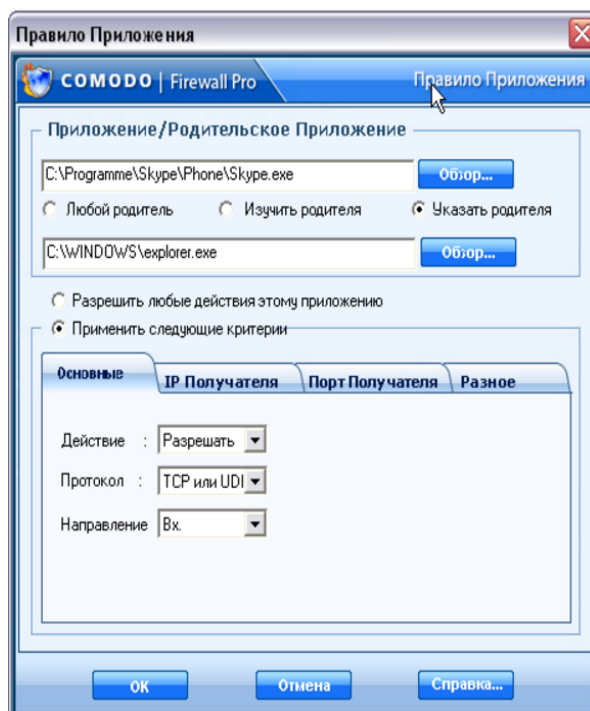 Правило Приложения
COMODO | Firewall Pro Правило Приложения
Приложение/Родительское Приложение
C:\Programme\Skype\Phone\Skype.exe Обзор...
Любой родитель Изучить родителя Указать родителя
C:\WINDOWS\explorer.exe Обзор...
Разрешить любые действия этому приложению
Применить следующие критерии
Основные IP Получателя Порт Получателя Разное
Действие : Разрешать
Протокол : TCP или UDI
Направление Вх.
OK Отмена Справка...